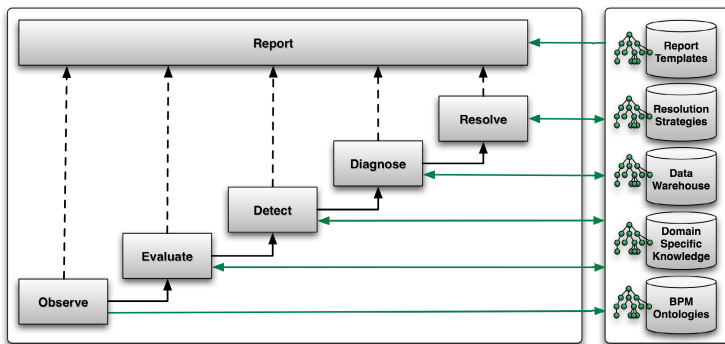 Report
Report
Templates
Resolve
Resolution
Strategies
Diagnose
Data
Warehouse
Detect
Evaluate
Domain
Specific
Knowledge
Observe
BPM
Ontologies